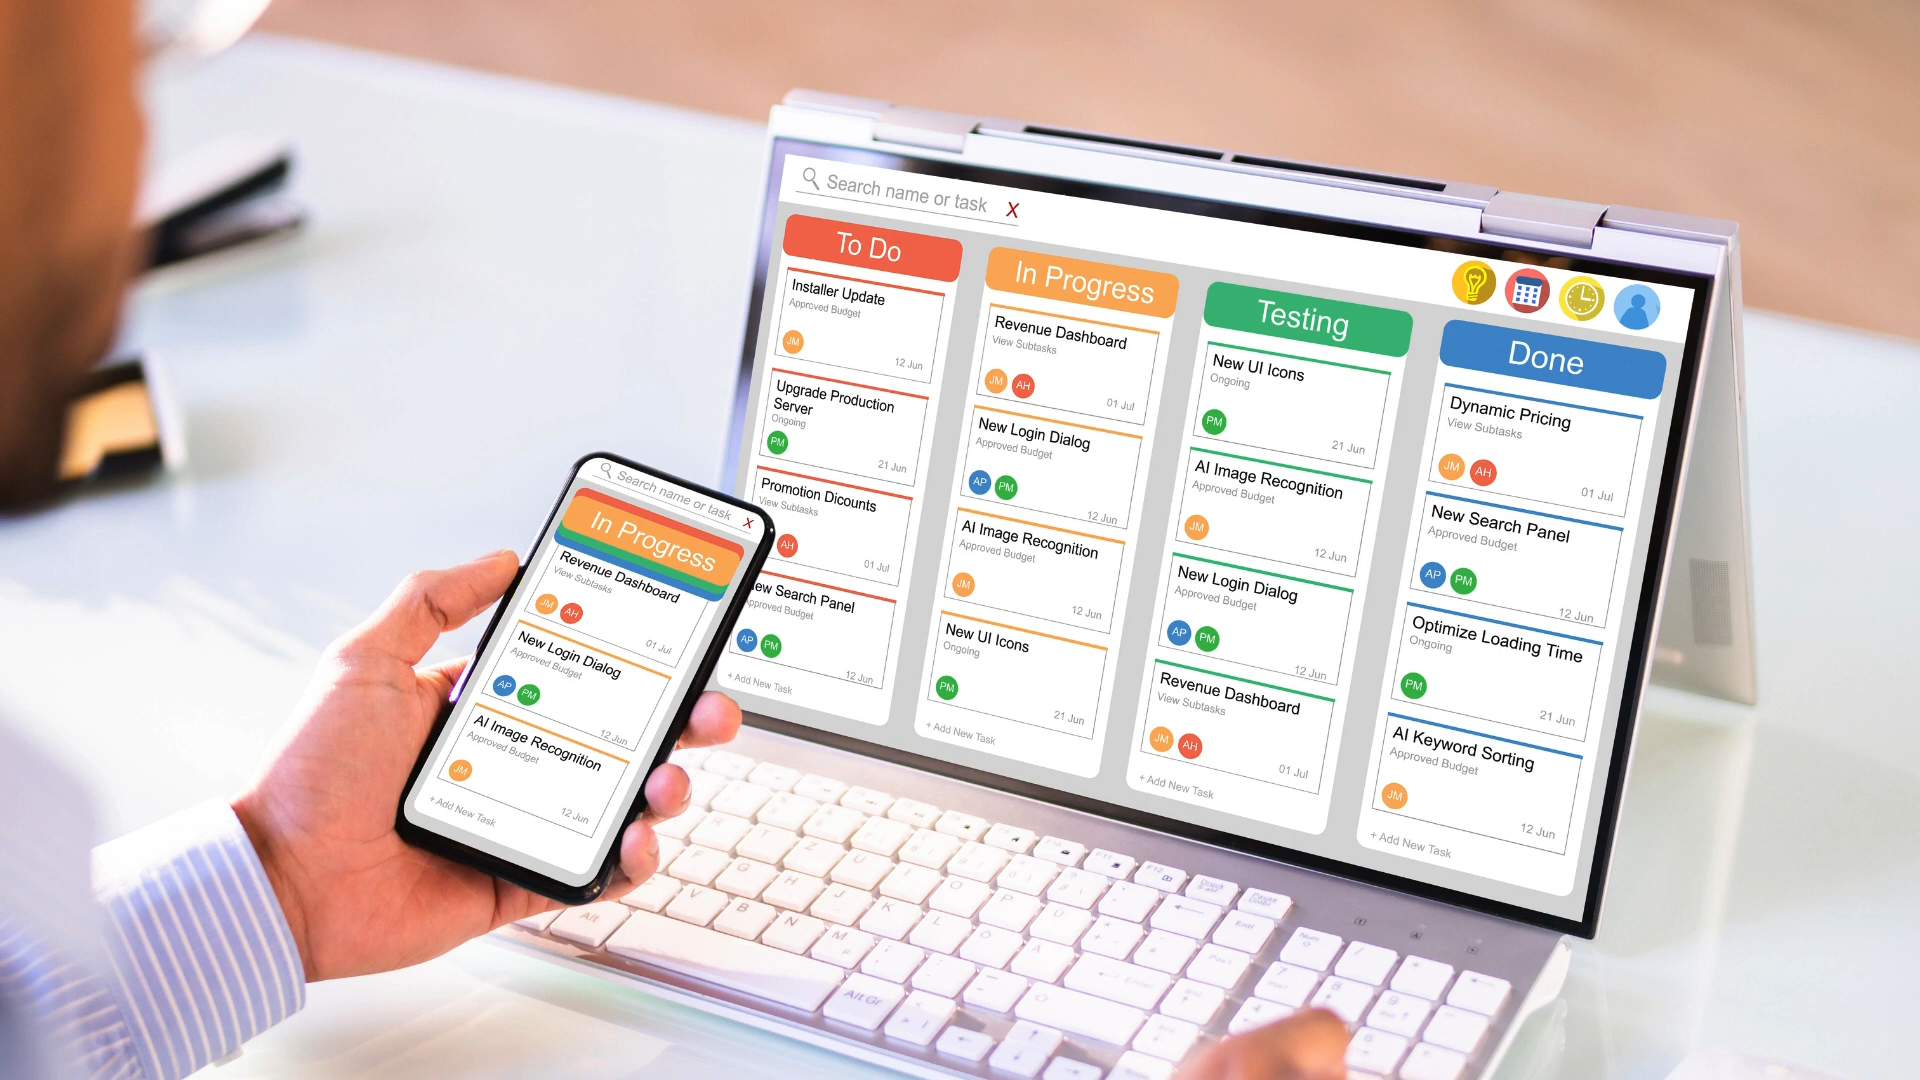 Search name or task X
To Do
Installer Update
Approved Budget
JM
12 Jun
Upgrade Production
Server
Ongoing
PM
21 Jun
Promotion Dicounts
View Subtasks
AH
01 Jul
ew Search Panel
pproved Budget
AP PM
12 Jun
+ Add New Task
In Progress
Revenue Dashboard
View Subtasks
JM AH
01 Jul
New Login Dialog
Approved Budget
AP PM
12 Jun
AI Image Recognition
Approved Budget
JM
12 Jun
New UI Icons
Ongoing
PM
21 Jun
+ Add New Task
Testing
New UI Icons
Ongoing
PM
21 Jun
AI Image Recognition
Approved Budget
JM
12 Jun
New Login Dialog
Approved Budget
AP PM
12 Jun
Revenue Dashboard
View Subtasks
JM AH
01 Jul
+ Add New Task
Done
Dynamic Pricing
View Subtasks
JM AH
01 Jul
New Search Panel
Approved Budget
AP PM
12 Jun
Optimize Loading Time
Ongoing
PM
21 Jun
AI Keyword Sorting
Approved Budget
JM
12 Jun
+ Add New Task
Search name or task X
In Progress
Revenue Dashboard
View Subtasks
JM AH
01 Jul
New Login Dialog
Approved Budget
AP PM
12 Jun
AI Image Recognition
Approved Budget
JM
12 Jun
+ Add New Task
R T Z U I O P Ü
F G H J K L Ö Ä
C V B N M
Alt
Alt Gr